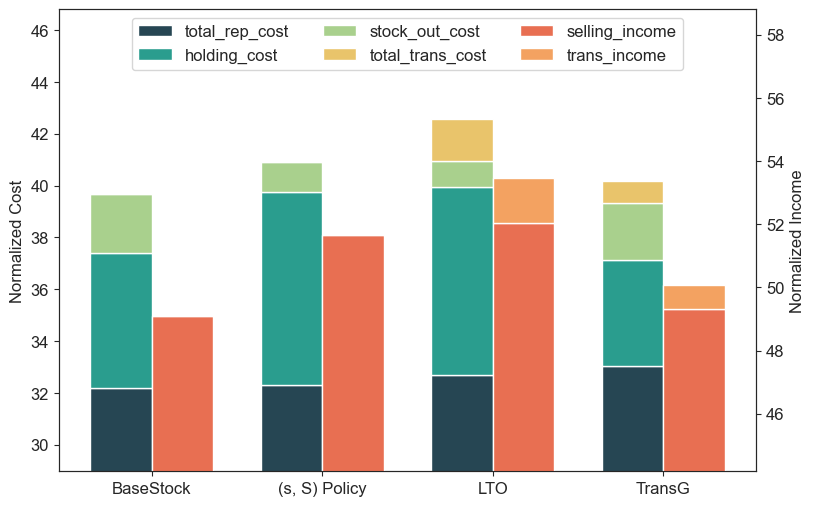 total_rep_cost
holding_cost
stock_out_cost
total_trans_cost
selling_income
trans_income
Normalized Cost
46
44
42
40
38
36
34
32
30
58
56
54
52
50
48
46
Normalized Income
BaseStock
(s, S) Policy
LTO
TransG